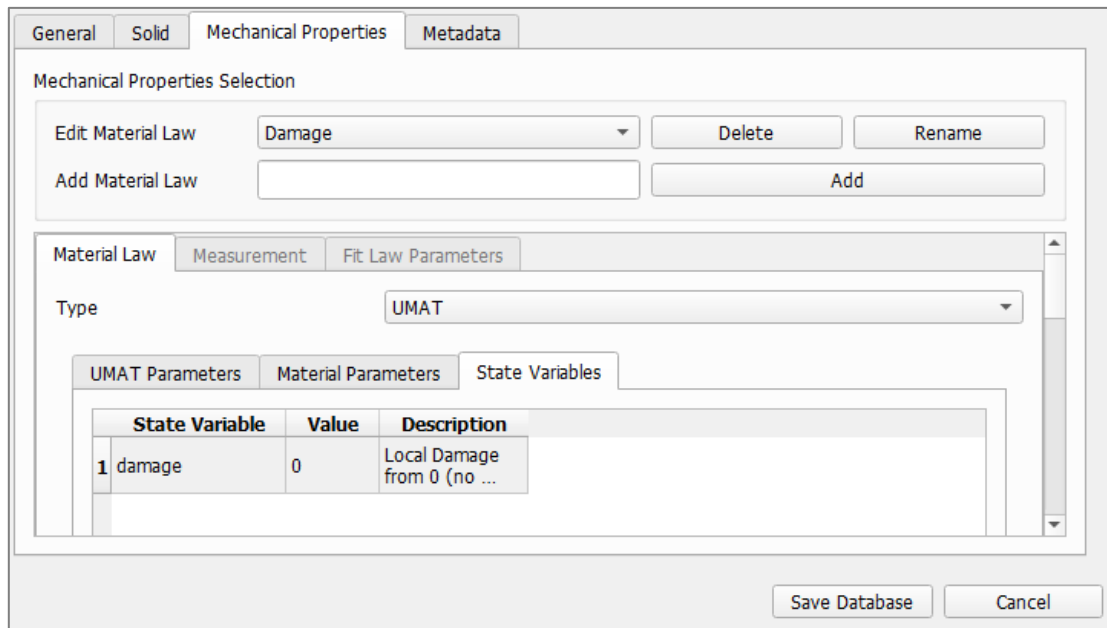 General Solid Mechanical Properties Metadata
Mechanical Properties Selection
Edit Material Law Damage Delete Rename
Add Material Law Add
Material Law Measurement Fit Law Parameters
Type UMAT
UMAT Parameters Material Parameters State Variables
State Variable Value Description
1 damage 0 Local Damage
from 0 (no ...
Save Database Cancel